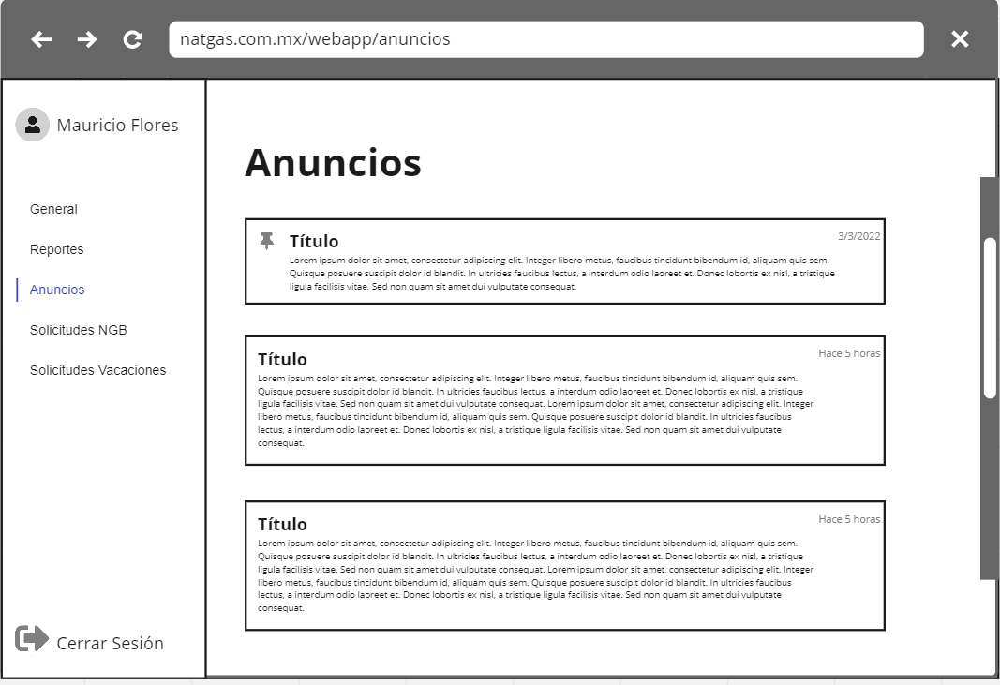 natgas.com.mx/webapp/anuncios
Mauricio Flores
General
Reportes
Anuncios
Solicitudes NGB
Solicitudes Vacaciones
Cerrar Sesión
Anuncios
Título
3/3/2022
Lorem ipsum dolor sit amet, consectetur adipiscing elit. Integer libero metus, faucibus tincidunt bibendum id, aliquam quis sem.
Quisque posuere suscipit dolor id blandit. In ultricies faucibus lectus, a interdum odio laoreet et. Donec lobortis ex nisl, a tristique
ligula facilisis vitae. Sed non quam sit amet dui vulputate consequat.
Título
Hace 5 horas
Lorem ipsum dolor sit amet, consectetur adipiscing elit. Integer libero metus, faucibus tincidunt bibendum id, aliquam quis sem.
Quisque posuere suscipit dolor id blandit. In ultricies faucibus lectus, a interdum odio laoreet et. Donec lobortis ex nisl, a tristique
ligula facilisis vitae. Sed non quam sit amet dui vulputate consequat. Lorem ipsum dolor sit amet, consectetur adipiscing elit. Integer
libero metus, faucibus tincidunt bibendum id, aliquam quis sem. Quisque posuere suscipit dolor id blandit. In ultricies faucibus
lectus, a interdum odio laoreet et. Donec lobortis ex nisl, a tristique ligula facilisis vitae. Sed non quam sit amet dui vulputate
consequat.
Título
Hace 5 horas
Lorem ipsum dolor sit amet, consectetur adipiscing elit. Integer libero metus, faucibus tincidunt bibendum id, aliquam quis sem.
Quisque posuere suscipit dolor id blandit. In ultricies faucibus lectus, a interdum odio laoreet et. Donec lobortis ex nisl, a tristique
ligula facilisis vitae. Sed non quam sit amet dui vulputate consequat. Lorem ipsum dolor sit amet, consectetur adipiscing elit. Integer
libero metus, faucibus tincidunt bibendum id, aliquam quis sem. Quisque posuere suscipit dolor id blandit. In ultricies faucibus
lectus, a interdum odio laoreet et. Donec lobortis ex nisl, a tristique ligula facilisis vitae. Sed non quam sit amet dui vulputate
consequat.